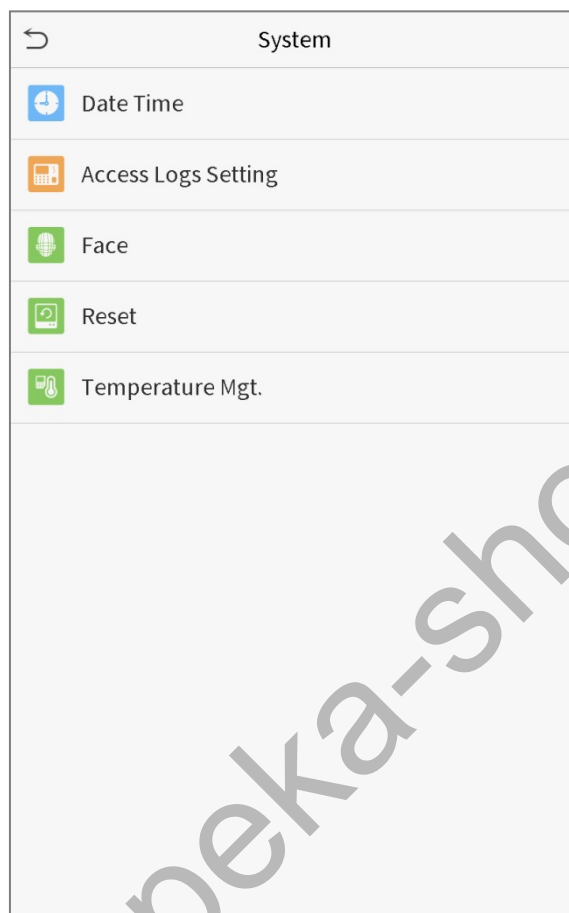 System
Date Time
Access Logs Setting
Face
Reset
Temperature Mgt.